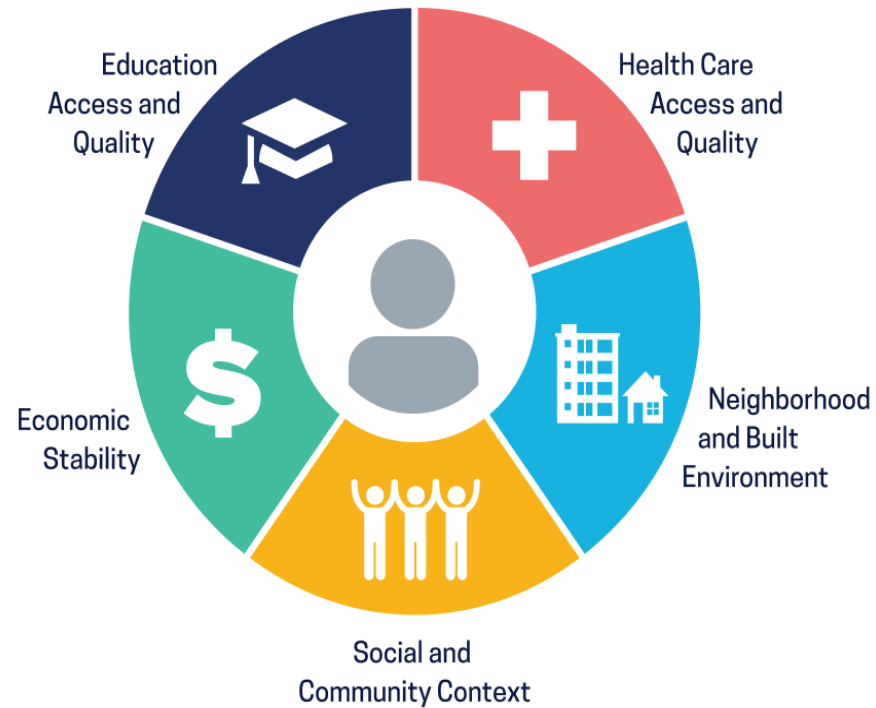 Education
Access and
Quality
Health Care
Access and
Quality
Economic
Stability
Neighborhood
and Built
Environment
Social and
Community Context